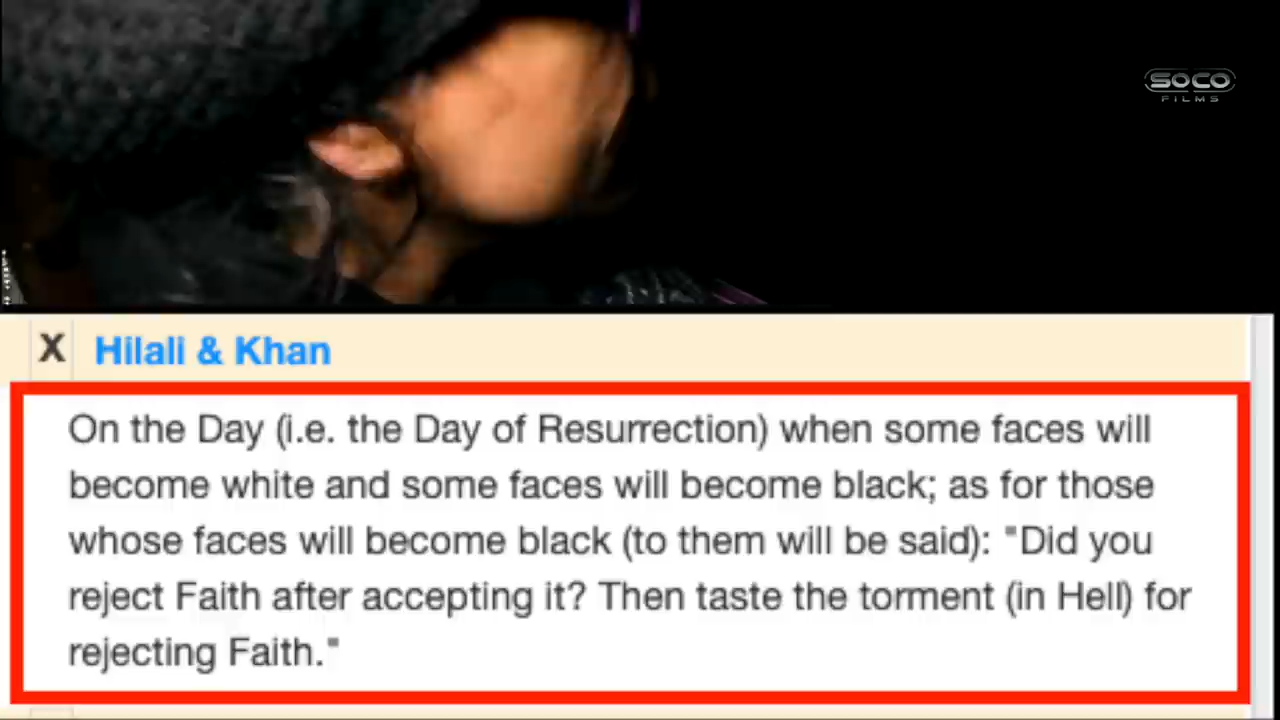 SOCO
FILMS
X Hilali & Khan
On the Day (i.e. the Day of Resurrection) when some faces will
become white and some faces will become black; as for those
whose faces will become black (to them will be said): "Did you
reject Faith after accepting it? Then taste the torment (in Hell) for
rejecting Faith."